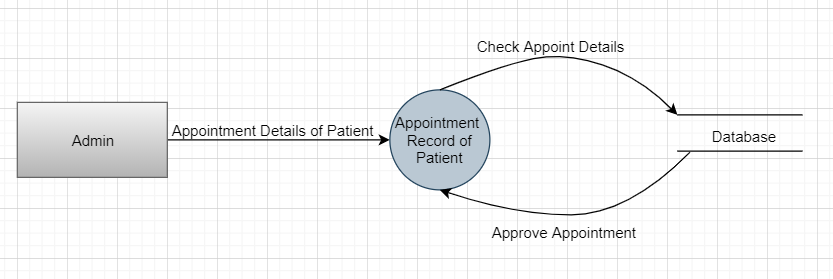 Check Appoint Details
Admin
Appointment Details of Patient
Appointment
Record of
Patient
Database
Approve Appointment